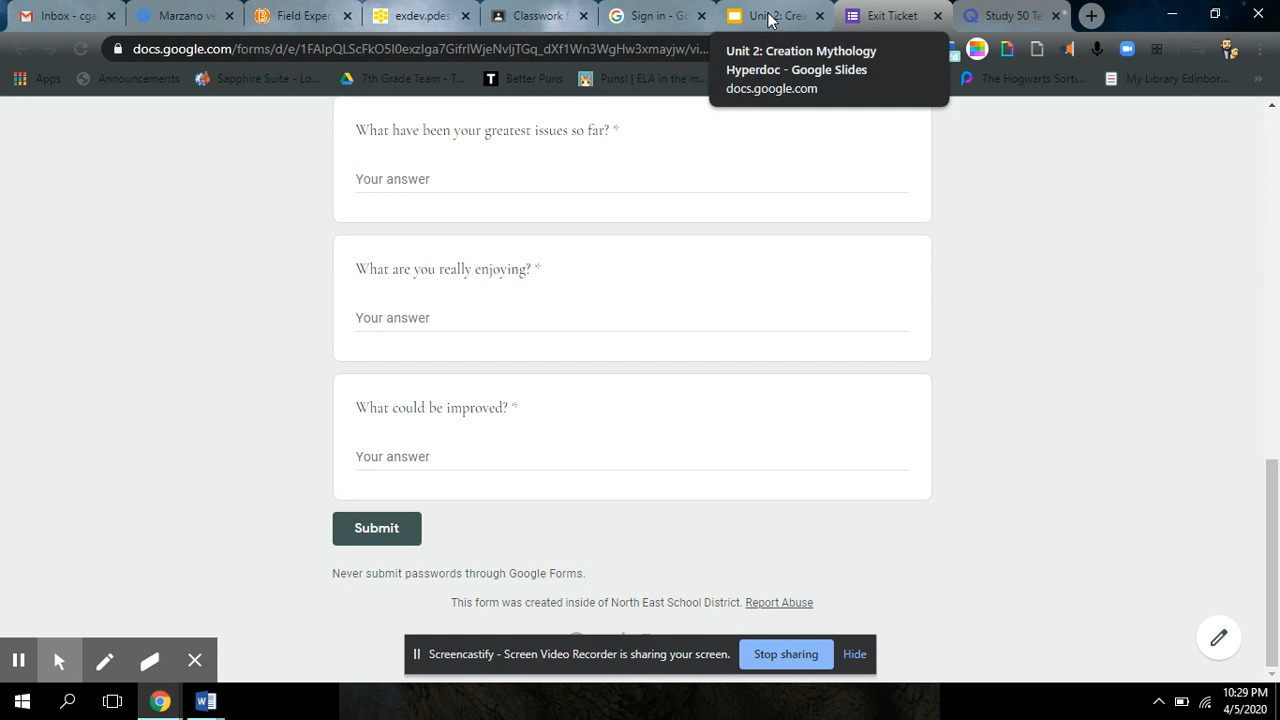 Inbox - cga
Marzano ve
Field Exper
exdev.pdes
Classwork f
Sign in - Go
Unit 2: Crea
Exit Ticket
Study 50 Te
docs.google.com/forms/d/e/1FAIpQLScFkO5I0exzIga7GifrlWjeNvljTGq_dXf1Wn3WgHw3xmayjw/vi...
Unit 2: Creation Mythology
Hyperdoc - Google Slides
docs.google.com
Apps
Announcements
Sapphire Suite - Lo...
7th Grade Team - T...
Better Puns
Puns! | ELA in the m...
The Hogwarts Sorti...
My Library Edinbor...
»
What have been your greatest issues so far? *
Your answer
What are you really enjoying? *
Your answer
What could be improved? *
Your answer
Submit
Never submit passwords through Google Forms.
This form was created inside of North East School District. Report Abuse
Screencastify - Screen Video Recorder is sharing your screen.
Stop sharing
Hide
10:29 PM
4/5/2020